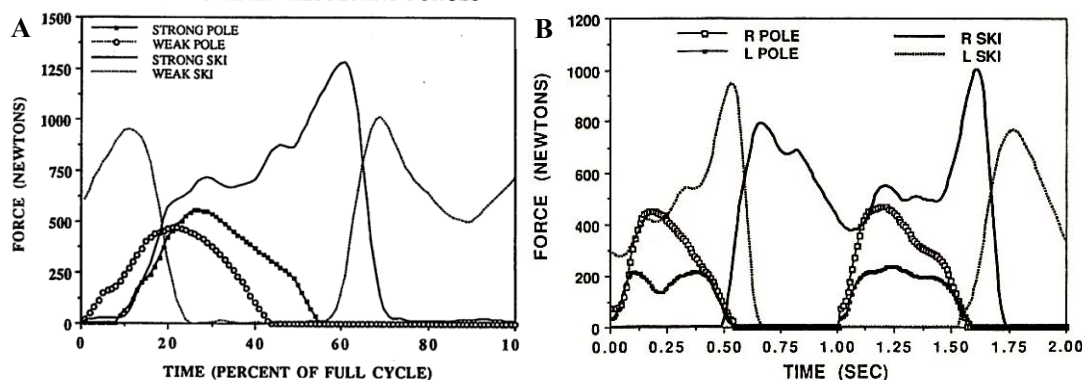 A
1500
1250
1000
750
500
250
0
STRONG POLE
WEAK POLE
STRONG SKI
WEAK SKI
FORCE (NEWTONS)
0 20 40 60 80 10
TIME (PERCENT OF FULL CYCLE)
B
1200
1000
800
600
400
200
0
R POLE R SKI
L POLE L SKI
FORCE (NEWTONS)
0.00 0.25 0.50 0.75 1.00 1.25 1.50 1.75 2.00
TIME (SEC)